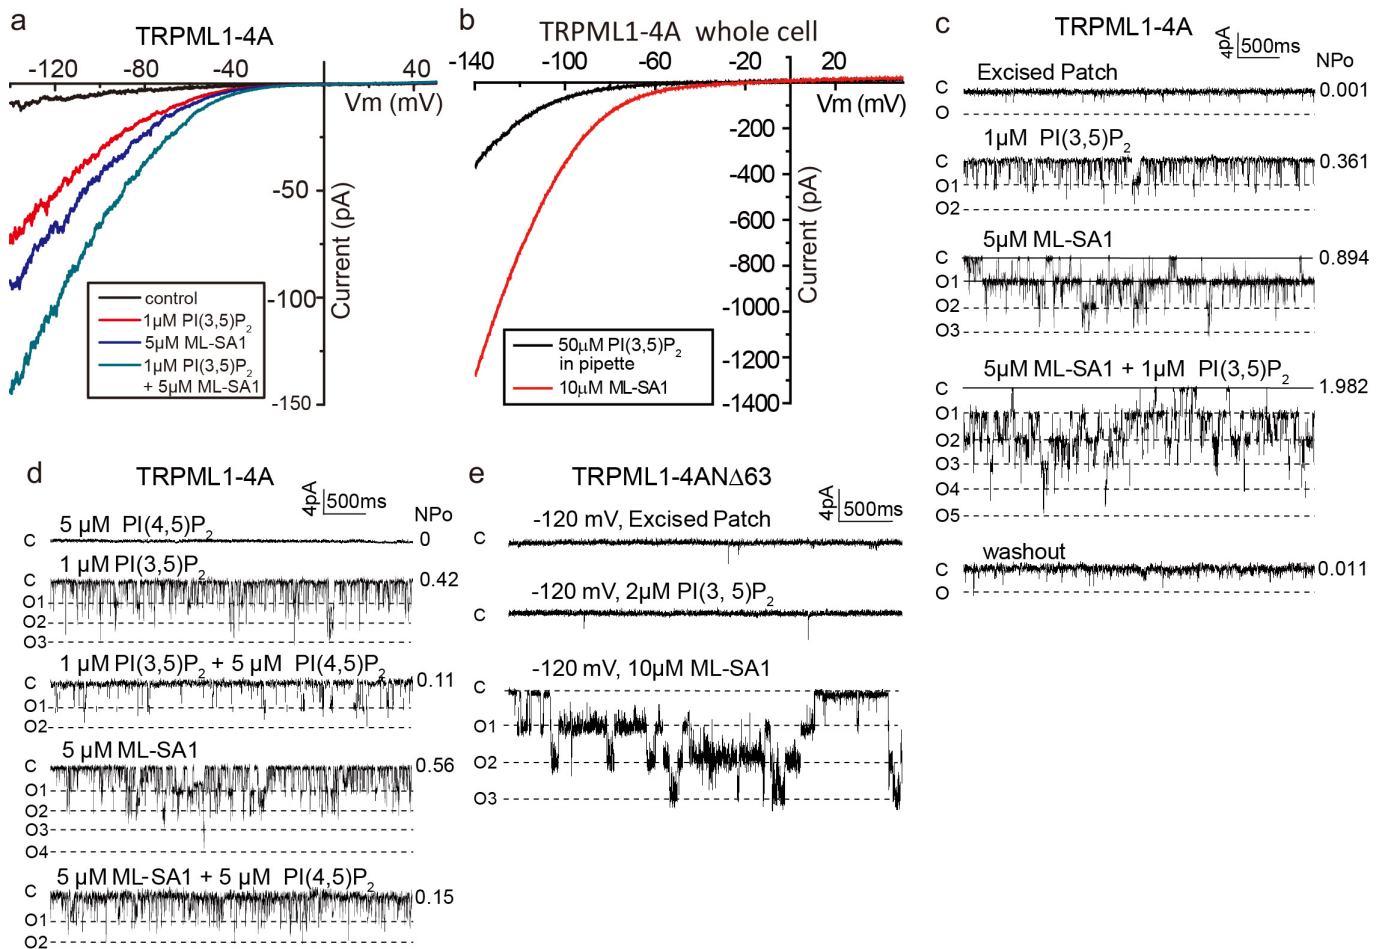 a
TRPML1-4A
-120 -80 -40 40
Vm (mV)
-50
-100
-150
Current (pA)
control
1µM PI(3,5)P2
5µM ML-SA1
1µM PI(3,5)P2
+ 5µM ML-SA1
b
TRPML1-4A whole cell
-140 -100 -60 -20 20
Vm (mV)
-200
-400
-600
-800
-1000
-1200
-1400
Current (pA)
50µM PI(3,5)P2
in pipette
10µM ML-SA1
c
TRPML1-4A
4pA 500ms
NPo
Excised Patch
C 0.001
O
1µM PI(3,5)P2
C 0.361
O1
O2
5µM ML-SA1
C 0.894
O1
O2
O3
5µM ML-SA1 + 1µM PI(3,5)P2
C 1.982
O1
O2
O3
O4
O5
washout
C 0.011
O
d
TRPML1-4A
4pA 500ms
NPo
5 µM PI(4,5)P2
C 0
1 µM PI(3,5)P2
C 0.42
O1
O2
O3
1 µM PI(3,5)P2 + 5 µM PI(4,5)P2
C 0.11
O1
O2
5 µM ML-SA1
C 0.56
O1
O2
O3
O4
5 µM ML-SA1 + 5 µM PI(4,5)P2
C 0.15
O1
O2
e
TRPML1-4ANΔ63
4pA 500ms
-120 mV, Excised Patch
C
-120 mV, 2µM PI(3, 5)P2
C
-120 mV, 10µM ML-SA1
C
O1
O2
O3